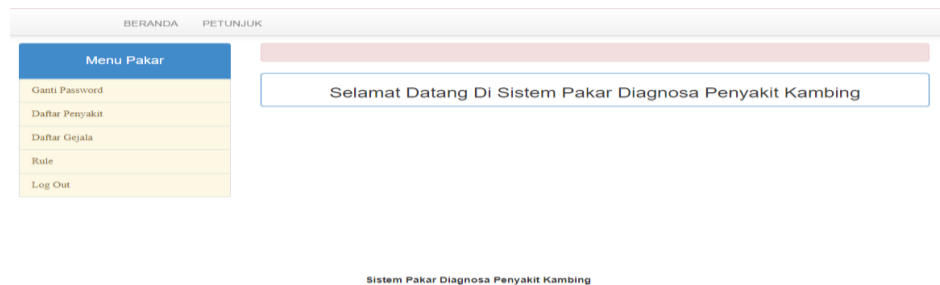 BERANDA PETUNJUK
Menu Pakar
Ganti Password
Daftar Penyakit
Daftar Gejala
Rule
Log Out
Selamat Datang Di Sistem Pakar Diagnosa Penyakit Kambing
Sistem Pakar Diagnosa Penyakit Kambing